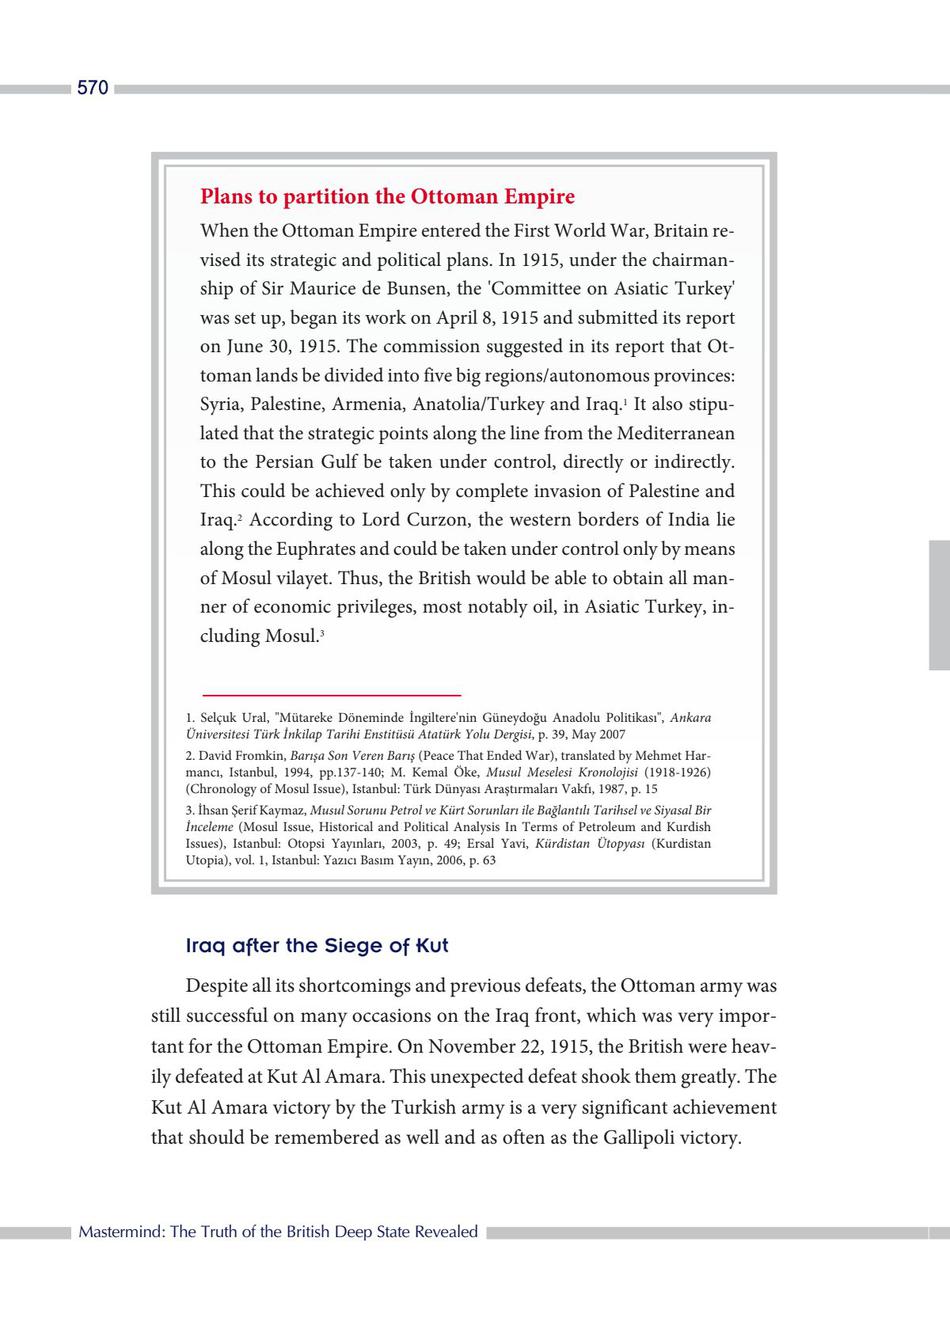 570
Plans to partition the Ottoman Empire
When the Ottoman Empire entered the First World War, Britain re-
vised its strategic and political plans. In 1915, under the chairman-
ship of Sir Maurice de Bunsen, the 'Committee on Asiatic Turkey'
was set up, began its work on April 8, 1915 and submitted its report
on June 30, 1915. The commission suggested in its report that Ot-
toman lands be divided into five big regions/autonomous provinces:
Syria, Palestine, Armenia, Anatolia/Turkey and Iraq.¹ It also stipu-
lated that the strategic points along the line from the Mediterranean
to the Persian Gulf be taken under control, directly or indirectly.
This could be achieved only by complete invasion of Palestine and
Iraq.² According to Lord Curzon, the western borders of India lie
along the Euphrates and could be taken under control only by means
of Mosul vilayet. Thus, the British would be able to obtain all man-
ner of economic privileges, most notably oil, in Asiatic Turkey, in-
cluding Mosul.³
1. Selçuk Ural, "Mütareke Döneminde İngiltere'nin Güneydoğu Anadolu Politikası", Ankara
Üniversitesi Türk İnkilap Tarihi Enstitüsü Atatürk Yolu Dergisi, p. 39, May 2007
2. David Fromkin, Barışa Son Veren Barış (Peace That Ended War), translated by Mehmet Har-
mancı, Istanbul, 1994, pp.137-140; M. Kemal Öke, Musul Meselesi Kronolojisi (1918-1926)
(Chronology of Mosul Issue), Istanbul: Türk Dünyası Araştırmaları Vakfı, 1987, p. 15
3. İhsan Şerif Kaymaz, Musul Sorunu Petrol ve Kürt Sorunları ile Bağlantılı Tarihsel ve Siyasal Bir
İnceleme (Mosul Issue, Historical and Political Analysis In Terms of Petroleum and Kurdish
Issues), Istanbul: Otopsi Yayınları, 2003, p. 49; Ersal Yavi, Kürdistan Ütopyası (Kurdistan
Utopia), vol. 1, Istanbul: Yazıcı Basım Yayın, 2006, p. 63
Iraq after the Siege of Kut
Despite all its shortcomings and previous defeats, the Ottoman army was
still successful on many occasions on the Iraq front, which was very impor-
tant for the Ottoman Empire. On November 22, 1915, the British were heav-
ily defeated at Kut Al Amara. This unexpected defeat shook them greatly. The
Kut Al Amara victory by the Turkish army is a very significant achievement
that should be remembered as well and as often as the Gallipoli victory.
Mastermind: The Truth of the British Deep State Revealed